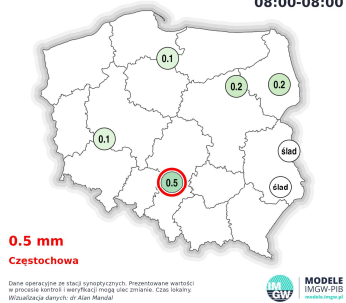 08:00-08:00
0.1
0.2
0.2
0.1
ślad
0.5
ślad
0.5 mm
Częstochowa
Dane operacyjne ze stacji synoptycznych. Prezentowane wartości
w procesie kontroli i weryfikacji mogą ulec zmianie. Czas lokalny.
Wizualizacja danych: dr Alan Mandal
IM
GW
MODELE
IMGW-PIB
modele.imgw.pl